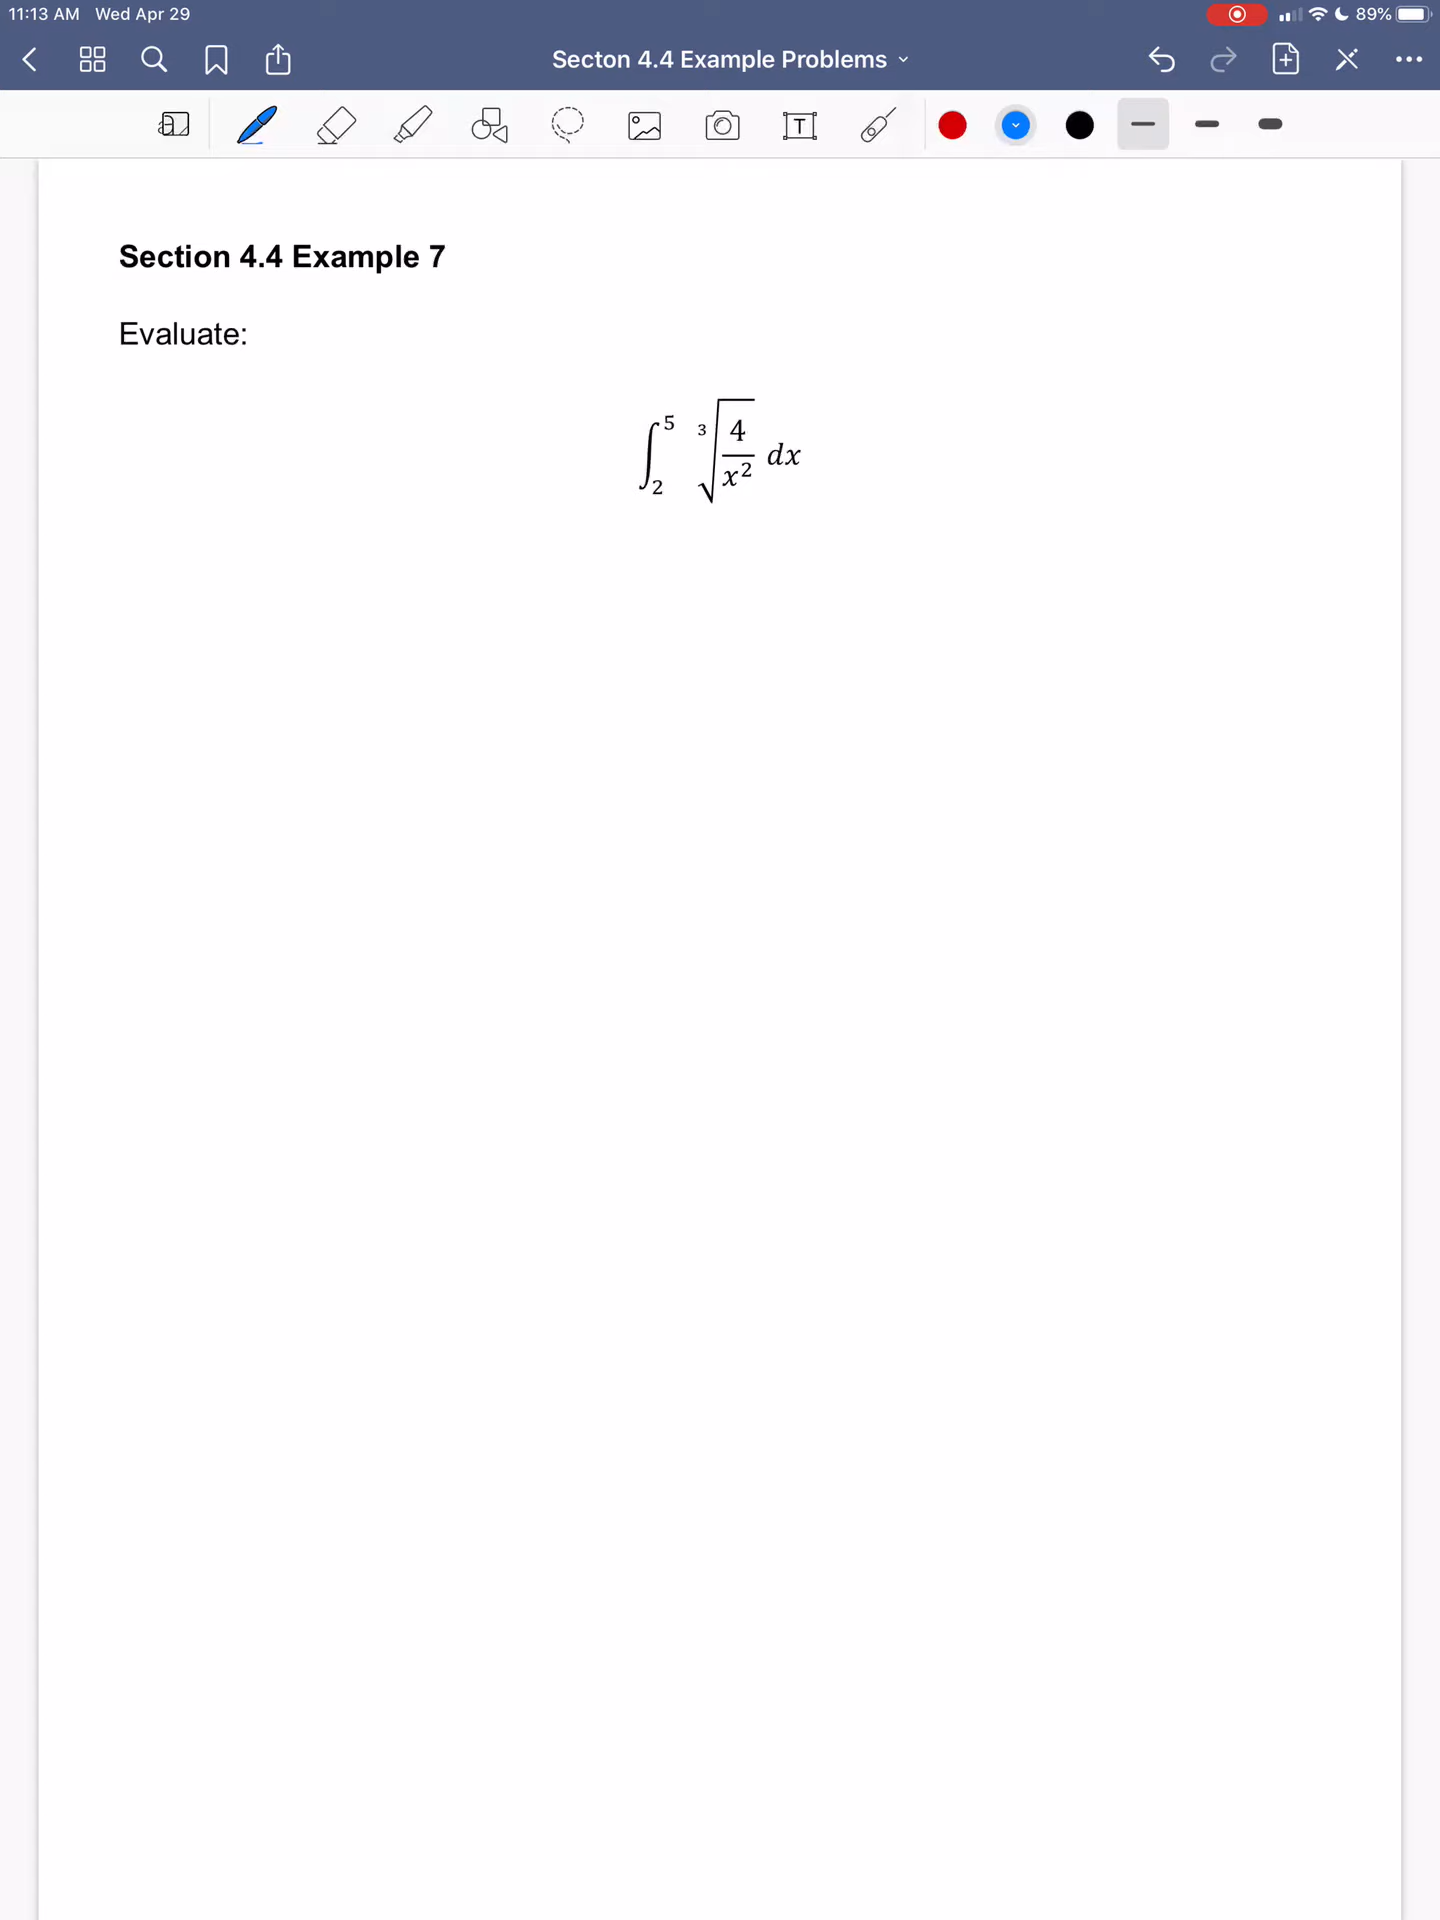 11:13 AM Wed Apr 29 89%
Secton 4.4 Example Problems
Section 4.4 Example 7
Evaluate:
∫₂⁵ ∛(4/x²) dx